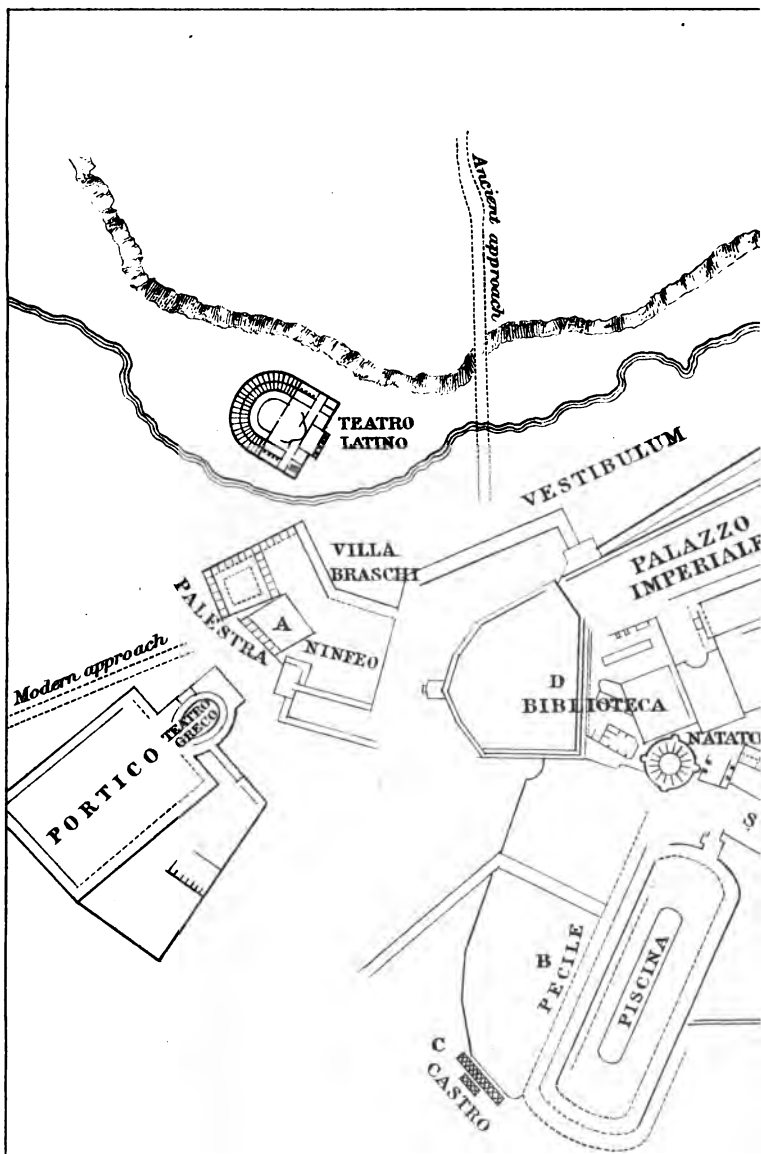 Ancient approach
TEATRO
LATINO
VESTIBULUM
VILLA
BRASCHI
PALAZZO
IMPERIALE
PALESTRA
A
NINFEO
Modern approach
TEATRO
GRECO
PORTICO
D
BIBLIOTECA
NATATO
S
B
PECILE
PISCINA
C
CASTRO